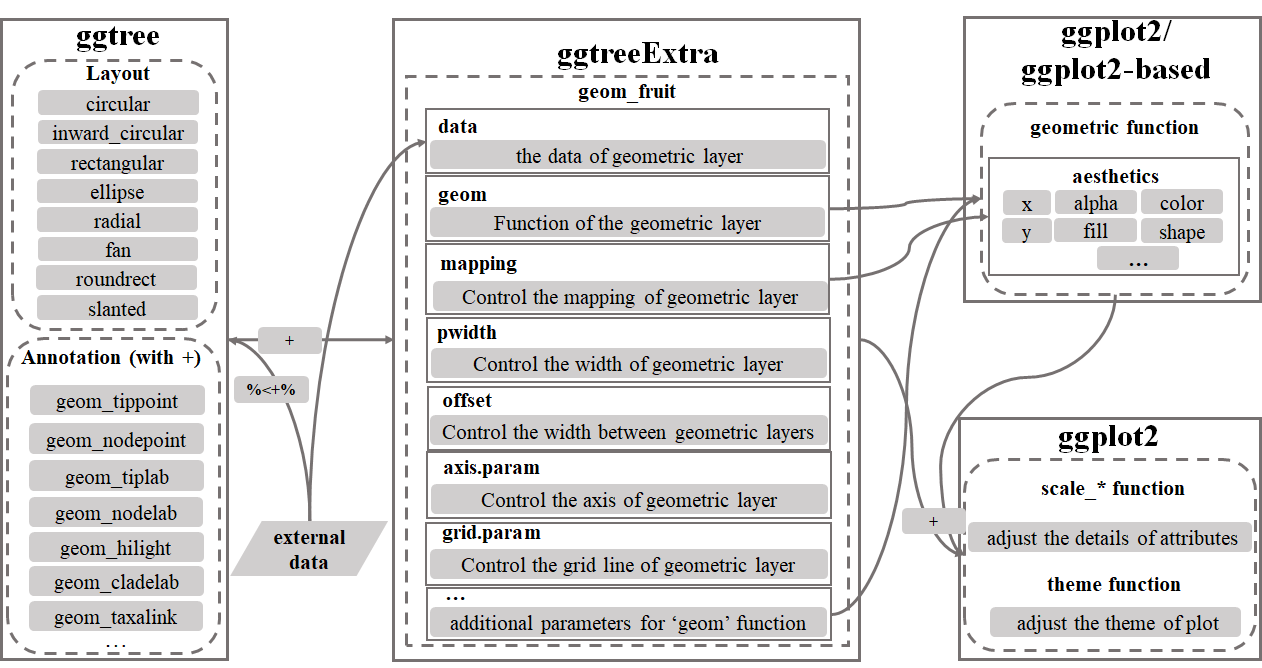 ggtree
Layout
circular
inward_circular
rectangular
ellipse
radial
fan
roundrect
slanted
Annotation (with +)
geom_tippoint
geom_nodepoint
geom_tiplab
geom_nodelab
geom_hilight
geom_cladelab
geom_taxalink
…
+
%<+%
external
data
ggtreeExtra
geom_fruit
data
the data of geometric layer
geom
Function of the geometric layer
mapping
Control the mapping of geometric layer
pwidth
Control the width of geometric layer
offset
Control the width between geometric layers
axis.param
Control the axis of geometric layer
grid.param
Control the grid line of geometric layer
…
additional parameters for ‘geom’ function
ggplot2/
ggplot2-based
geometric function
aesthetics
x alpha color
y fill shape
…
+
ggplot2
scale_* function
adjust the details of attributes
theme function
adjust the theme of plot